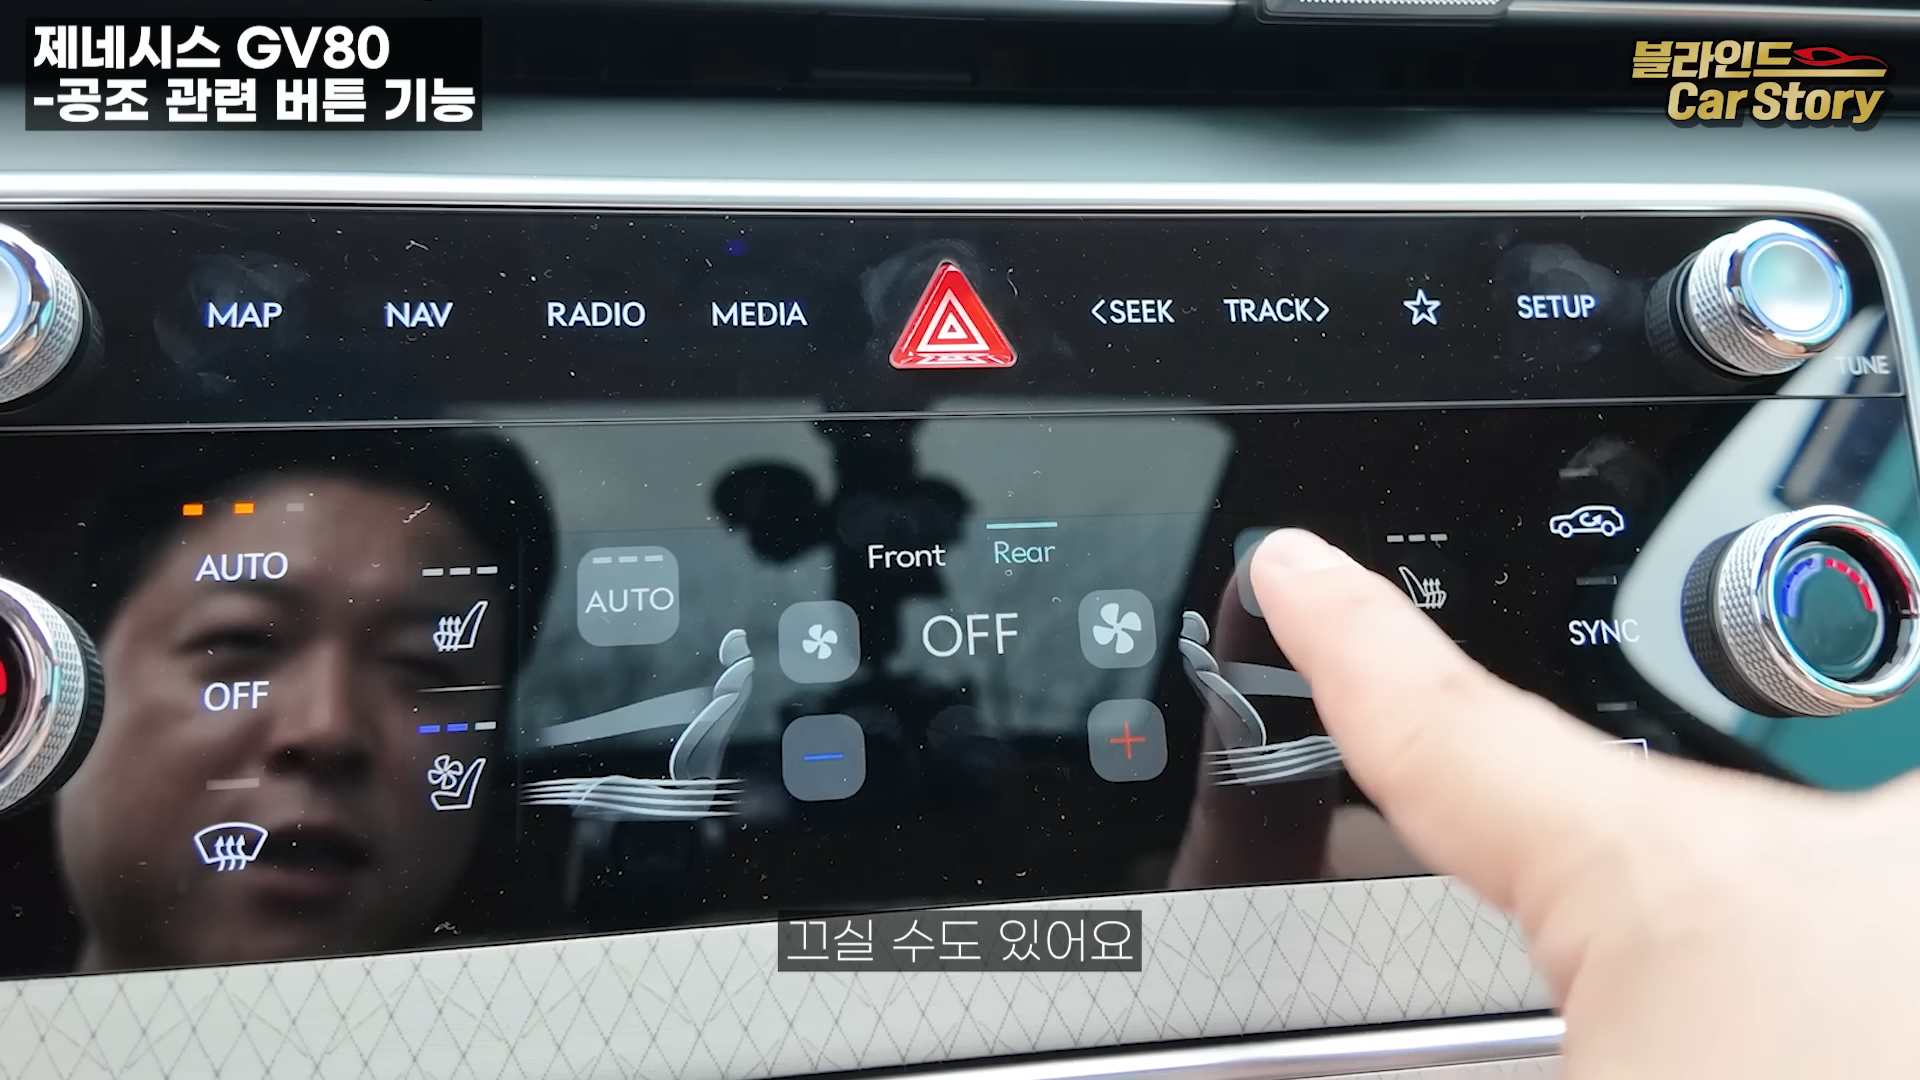 제네시스 GV80
-공조 관련 버튼 기능
블라인드
Car Story
MAP
NAV
RADIO
MEDIA
<SEEK
TRACK>
SETUP
TUNE
AUTO
OFF
AUTO
Front
Rear
OFF
SYNC
끄실 수도 있어요